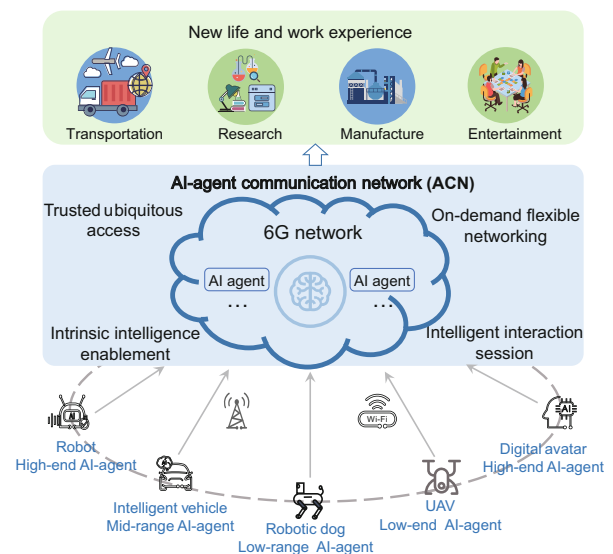 New life and work experience
Transportation
Research
Manufacture
Entertainment
AI-agent communication network (ACN)
Trusted ubiquitous
access
On-demand flexible
networking
6G network
AI agent
...
AI agent
...
Intrinsic intelligence
enablement
Intelligent interaction
session
AI
Robot
High-end AI-agent
Intelligent vehicle
Mid-range AI-agent
Robotic dog
Low-range AI-agent
Wi-Fi
UAV
Low-end AI-agent
AI
Digital avatar
High-end AI-agent